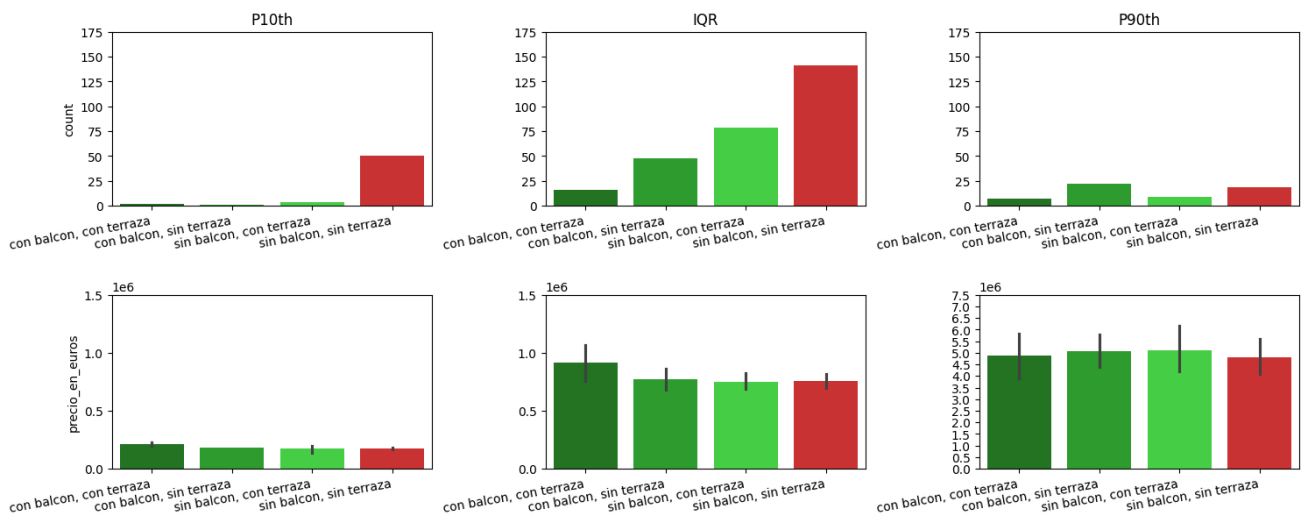 P10th
175
150
125
100
75
50
25
0
count
con balcon, con terraza
con balcon, sin terraza
sin balcon, con terraza
sin balcon, sin terraza
IQR
175
150
125
100
75
50
25
0
con balcon, con terraza
con balcon, sin terraza
sin balcon, con terraza
sin balcon, sin terraza
P90th
175
150
125
100
75
50
25
0
con balcon, con terraza
con balcon, sin terraza
sin balcon, con terraza
sin balcon, sin terraza
1e6
1.5
1.0
0.5
0.0
precio_en_euros
con balcon, con terraza
con balcon, sin terraza
sin balcon, con terraza
sin balcon, sin terraza
1e6
1.5
1.0
0.5
0.0
con balcon, con terraza
con balcon, sin terraza
sin balcon, con terraza
sin balcon, sin terraza
1e6
7.5
7.0
6.5
6.0
5.5
5.0
4.5
4.0
3.5
3.0
2.5
2.0
1.5
1.0
0.5
0.0
con balcon, con terraza
con balcon, sin terraza
sin balcon, con terraza
sin balcon, sin terraza